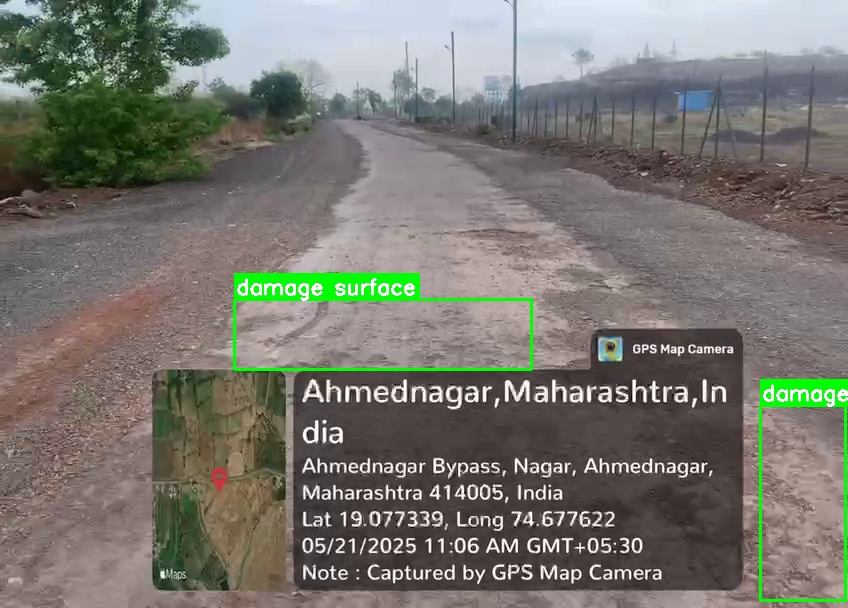 damage surface
GPS Map Camera
damage
Ahmednagar,Maharashtra,In
dia
Ahmednagar Bypass, Nagar, Ahmednagar,
Maharashtra 414005, India
Lat 19.077339, Long 74.677622
05/21/2025 11:06 AM GMT+05:30
Note : Captured by GPS Map Camera
Maps